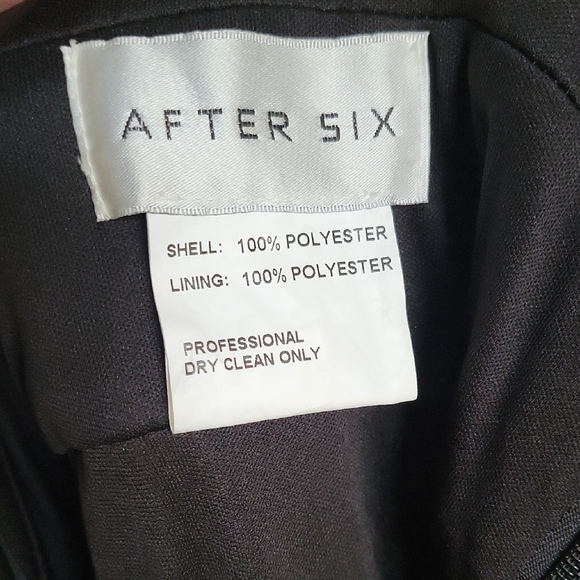 AFTER SIX
SHELL: 100% POLYESTER
LINING: 100% POLYESTER
PROFESSIONAL
DRY CLEAN ONLY